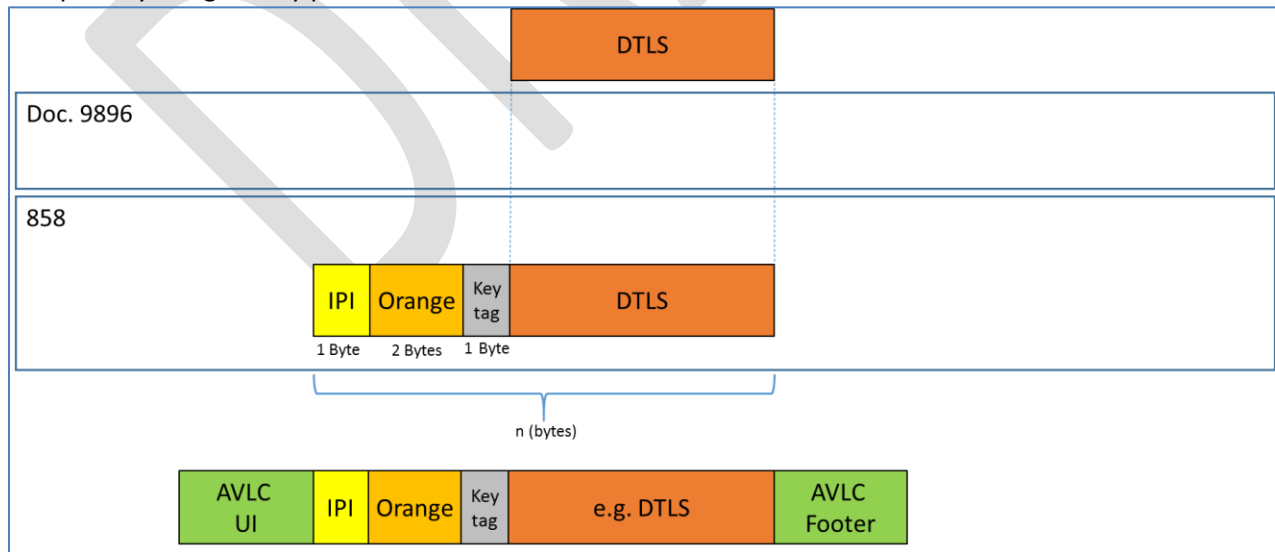 DTLS
Doc. 9896
858
IPI Orange Key tag DTLS
1 Byte 2 Bytes 1 Byte
n (bytes)
AVLC UI IPI Orange Key tag e.g. DTLS AVLC Footer